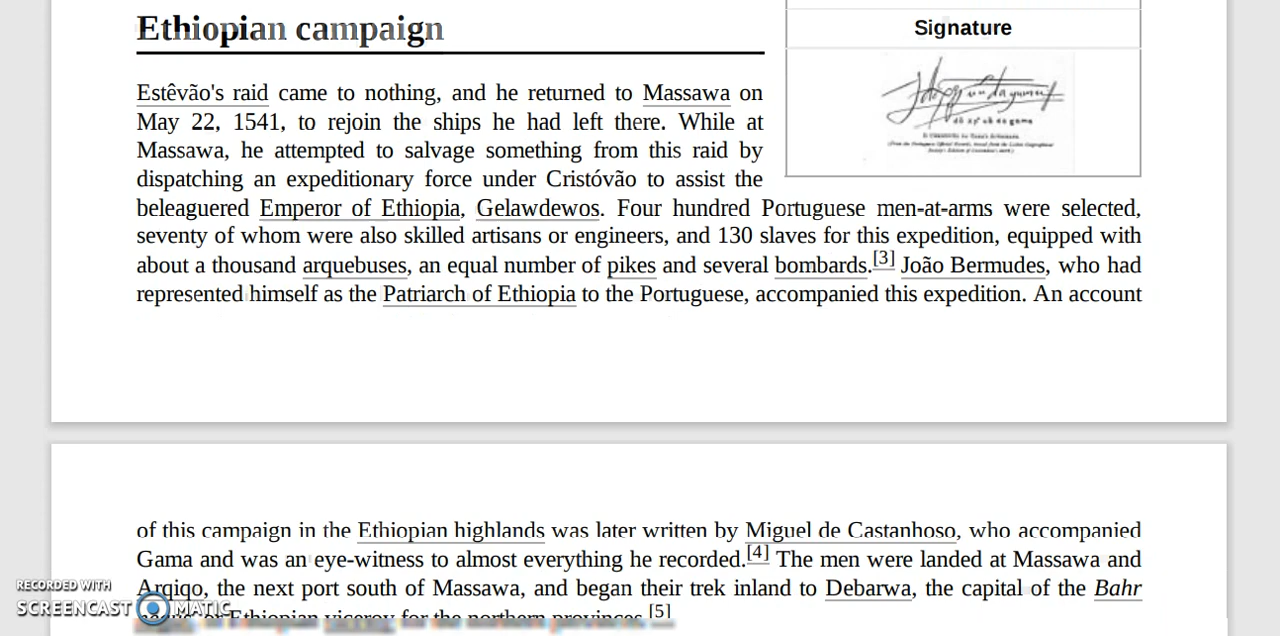 Ethiopian campaign
Signature
Estêvão's raid came to nothing, and he returned to Massawa on
May 22, 1541, to rejoin the ships he had left there. While at
Massawa, he attempted to salvage something from this raid by
dispatching an expeditionary force under Cristóvão to assist the
beleaguered Emperor of Ethiopia, Gelawdewos. Four hundred Portuguese men-at-arms were selected,
seventy of whom were also skilled artisans or engineers, and 130 slaves for this expedition, equipped with
about a thousand arquebuses, an equal number of pikes and several bombards.[3] João Bermudes, who had
represented himself as the Patriarch of Ethiopia to the Portuguese, accompanied this expedition. An account
of this campaign in the Ethiopian highlands was later written by Miguel de Castanhoso, who accompanied
Gama and was an eye-witness to almost everything he recorded.[4] The men were landed at Massawa and
Arqiqo, the next port south of Massawa, and began their trek inland to Debarwa, the capital of the Bahr
or Ethiopian viceroy for the northern provinces.[5]
RECORDED WITH
SCREENCAST MATIC